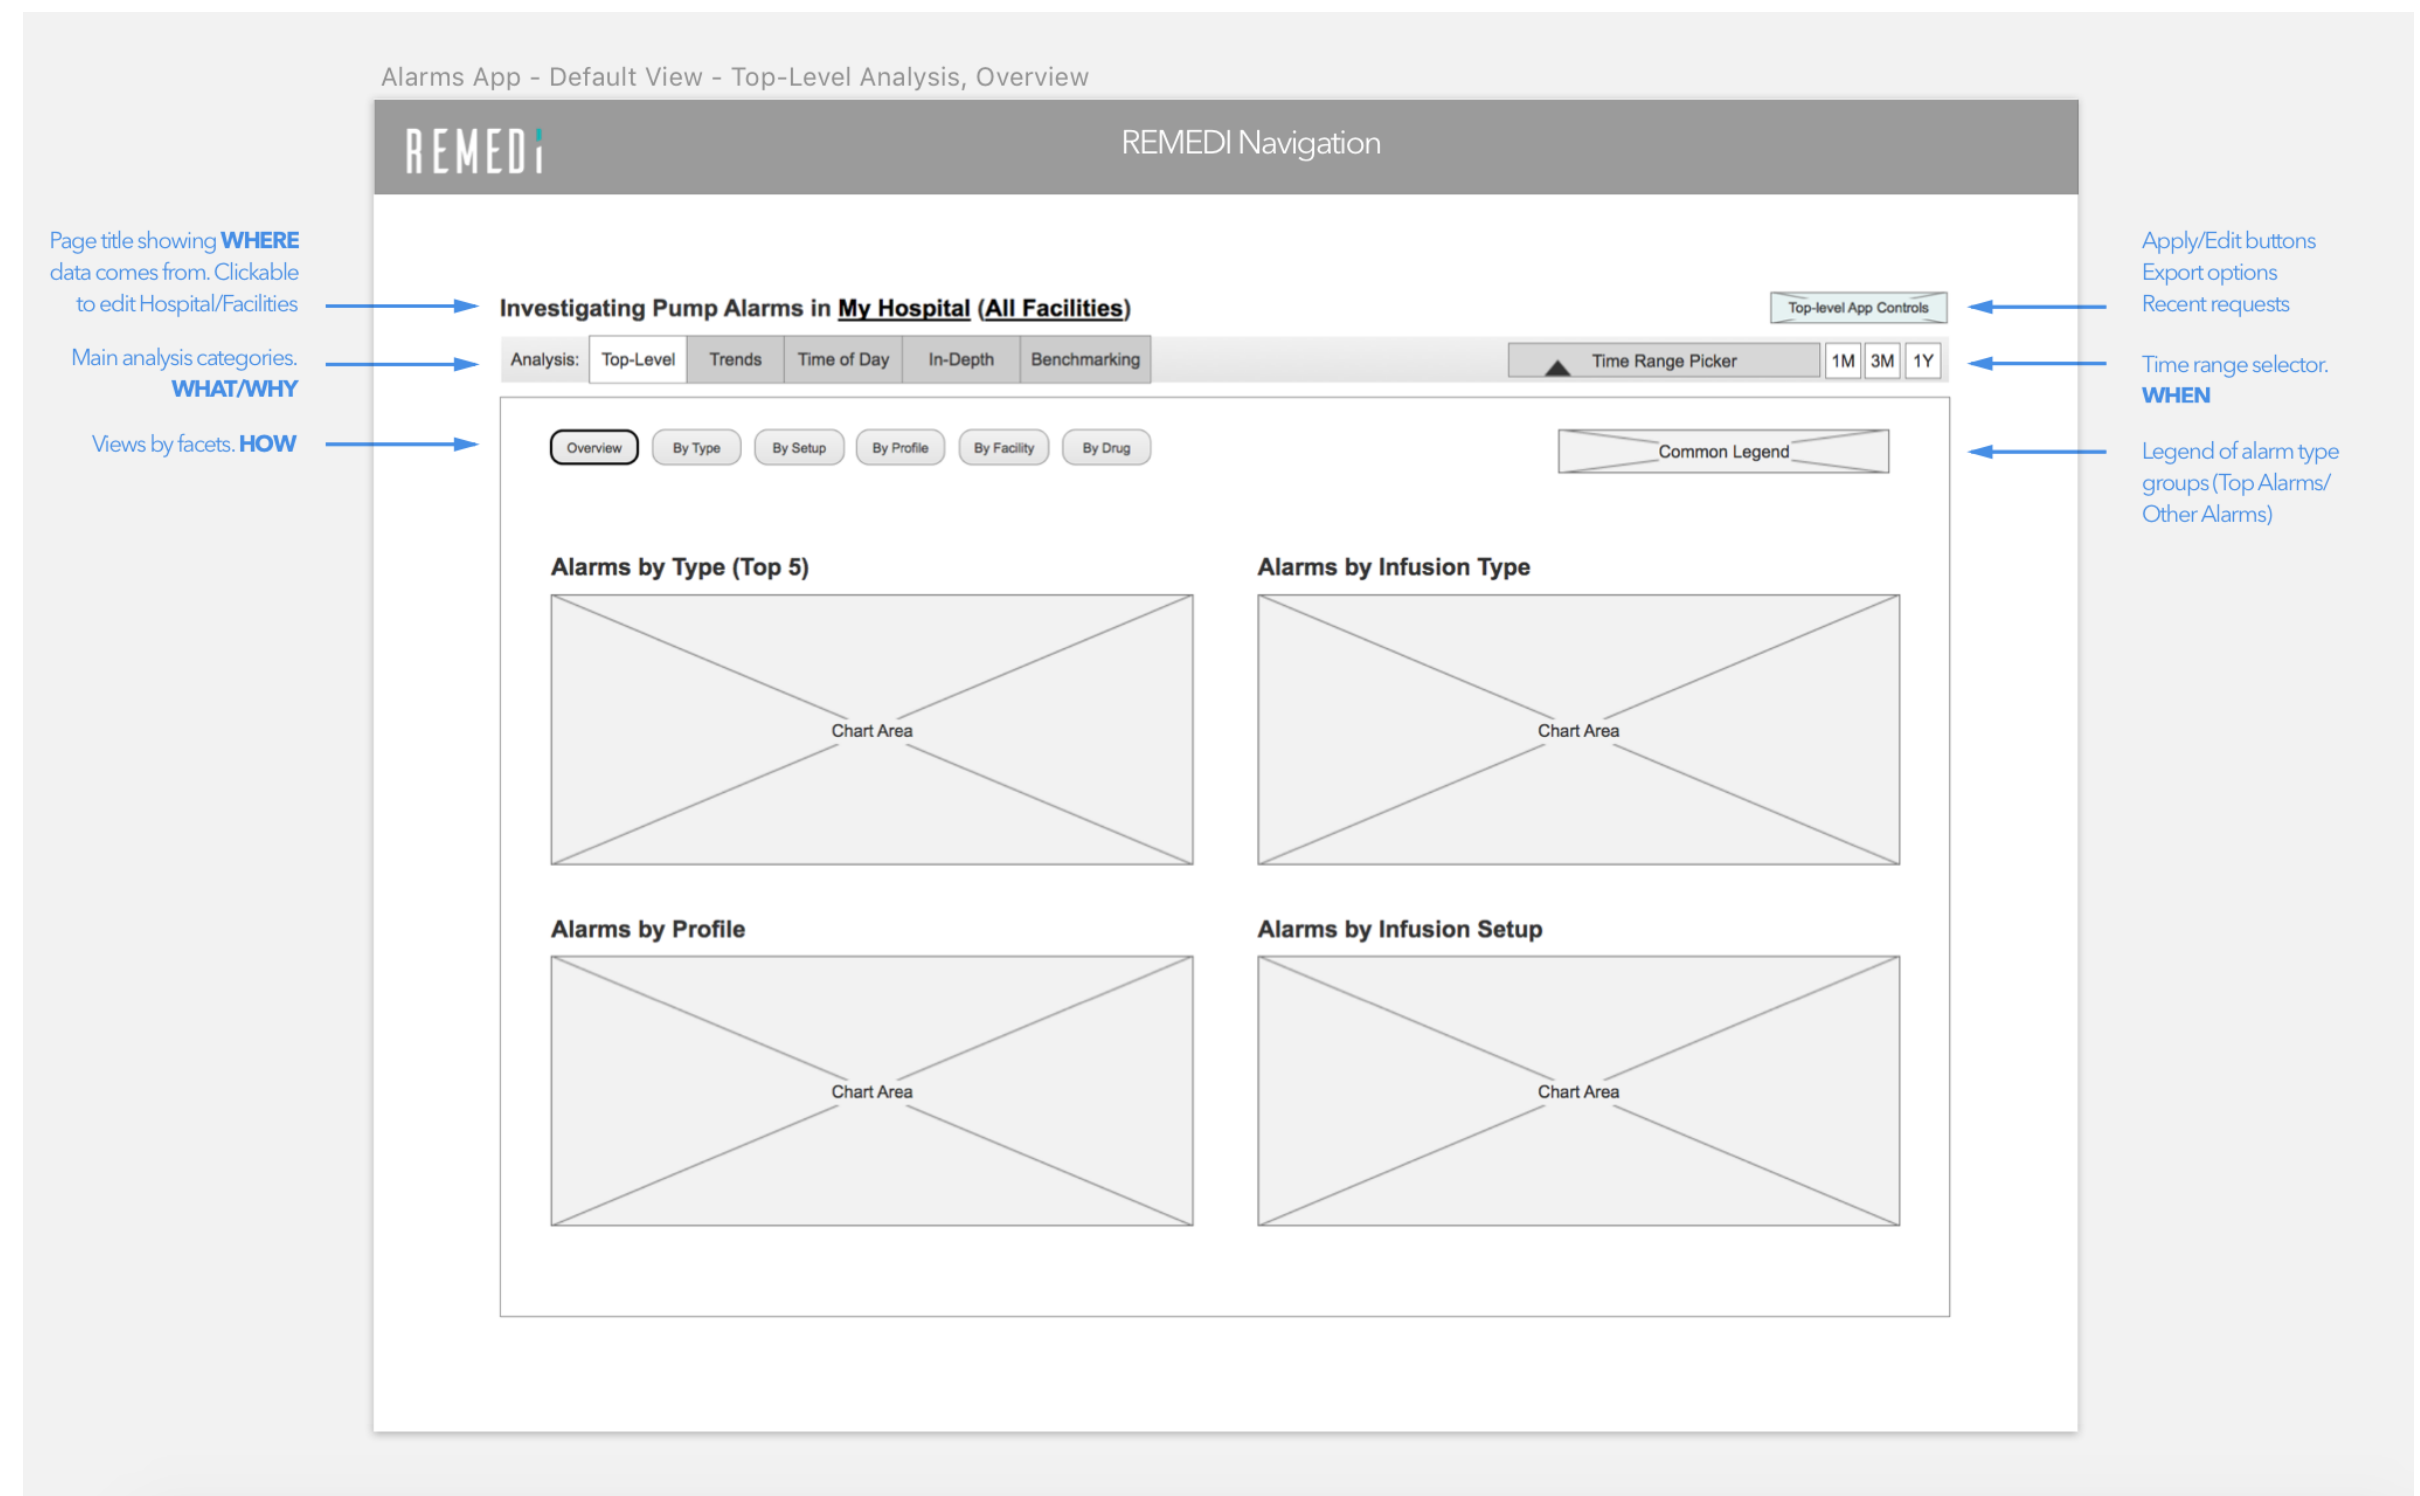 Alarms App - Default View - Top-Level Analysis, Overview
REMEDi
REMEDI Navigation
Page title showing WHERE
data comes from. Clickable
to edit Hospital/Facilities
Apply/Edit buttons
Export options
Recent requests
Investigating Pump Alarms in My Hospital (All Facilities)
Top-level App Controls
Main analysis categories.
WHAT/WHY
Analysis: Top-Level Trends Time of Day In-Depth Benchmarking
Time Range Picker 1M 3M 1Y
Time range selector.
WHEN
Views by facets. HOW
Overview By Type By Setup By Profile By Facility By Drug
Common Legend
Legend of alarm type
groups (Top Alarms/
Other Alarms)
Alarms by Type (Top 5)
Alarms by Infusion Type
Chart Area
Chart Area
Alarms by Profile
Alarms by Infusion Setup
Chart Area
Chart Area